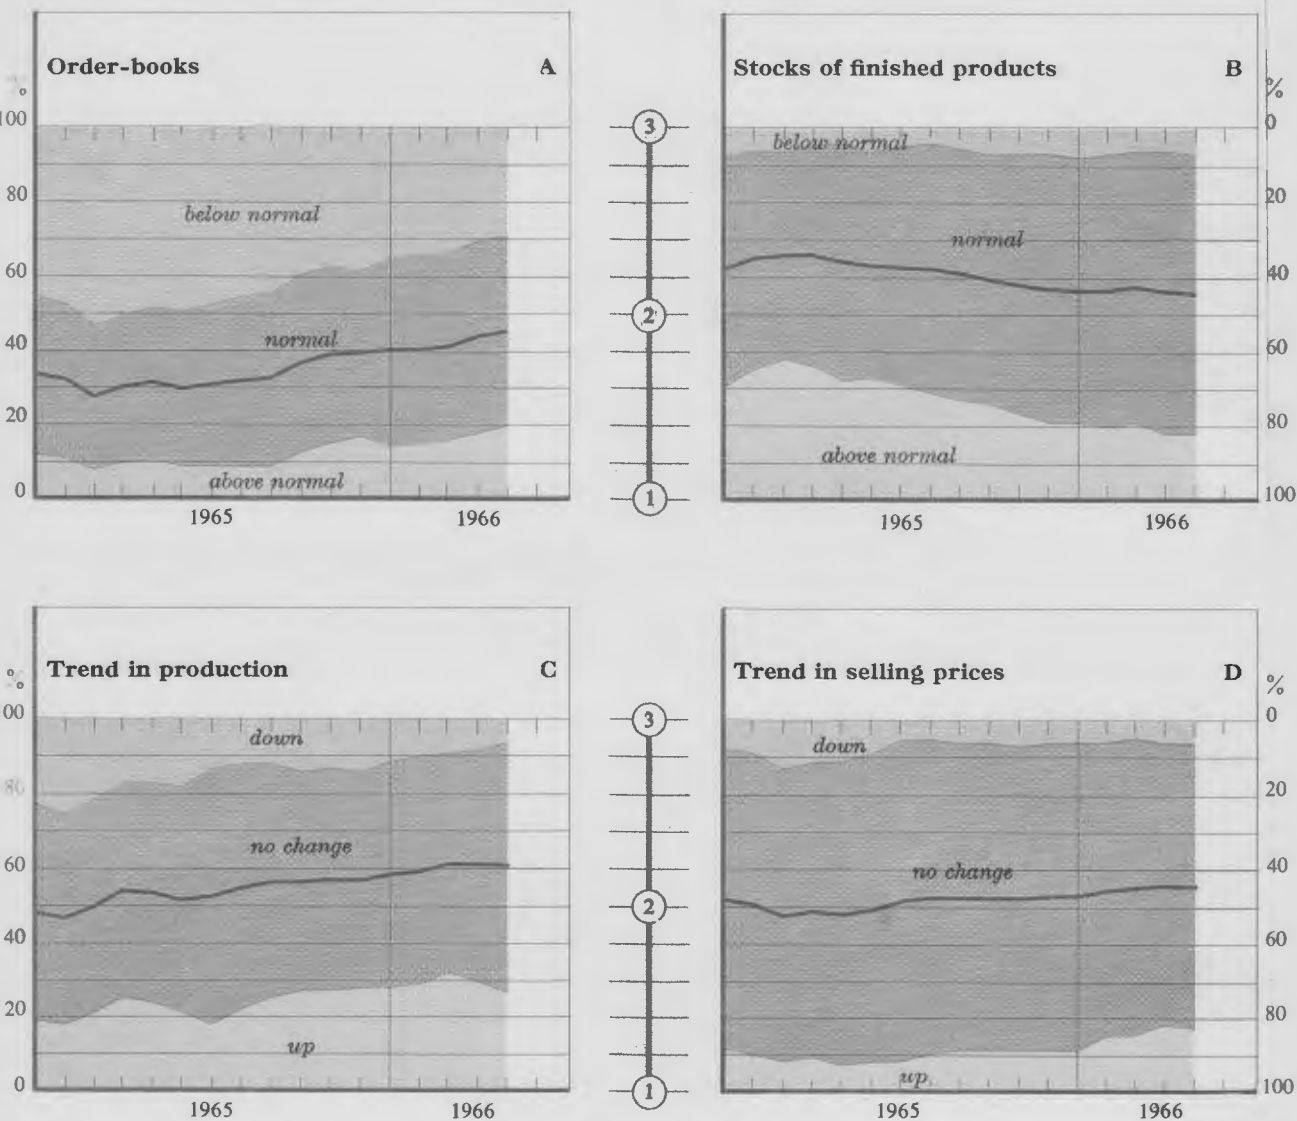 Order-books A
%
100
80
60
40
20
0
below normal
normal
above normal
1965 1966
3
2
1
Stocks of finished products B
%
0
20
40
60
80
100
below normal
normal
above normal
1965 1966
Trend in production C
%
00
80
60
40
20
0
down
no change
up
1965 1966
3
2
1
Trend in selling prices D
%
0
20
40
60
80
100
down
no change
up
1965 1966